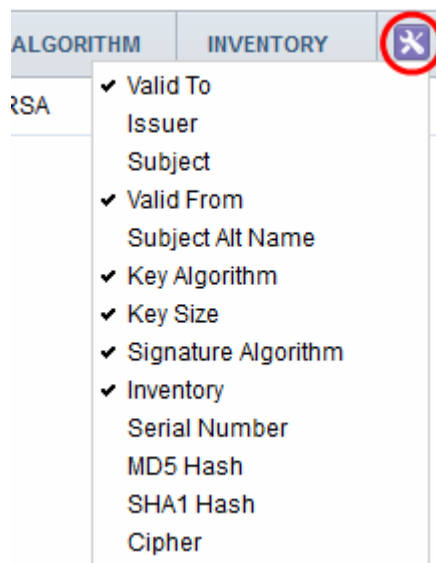 ALGORITHM INVENTORY
RSA
Valid To
Issuer
Subject
Valid From
Subject Alt Name
Key Algorithm
Key Size
Signature Algorithm
Inventory
Serial Number
MD5 Hash
SHA1 Hash
Cipher